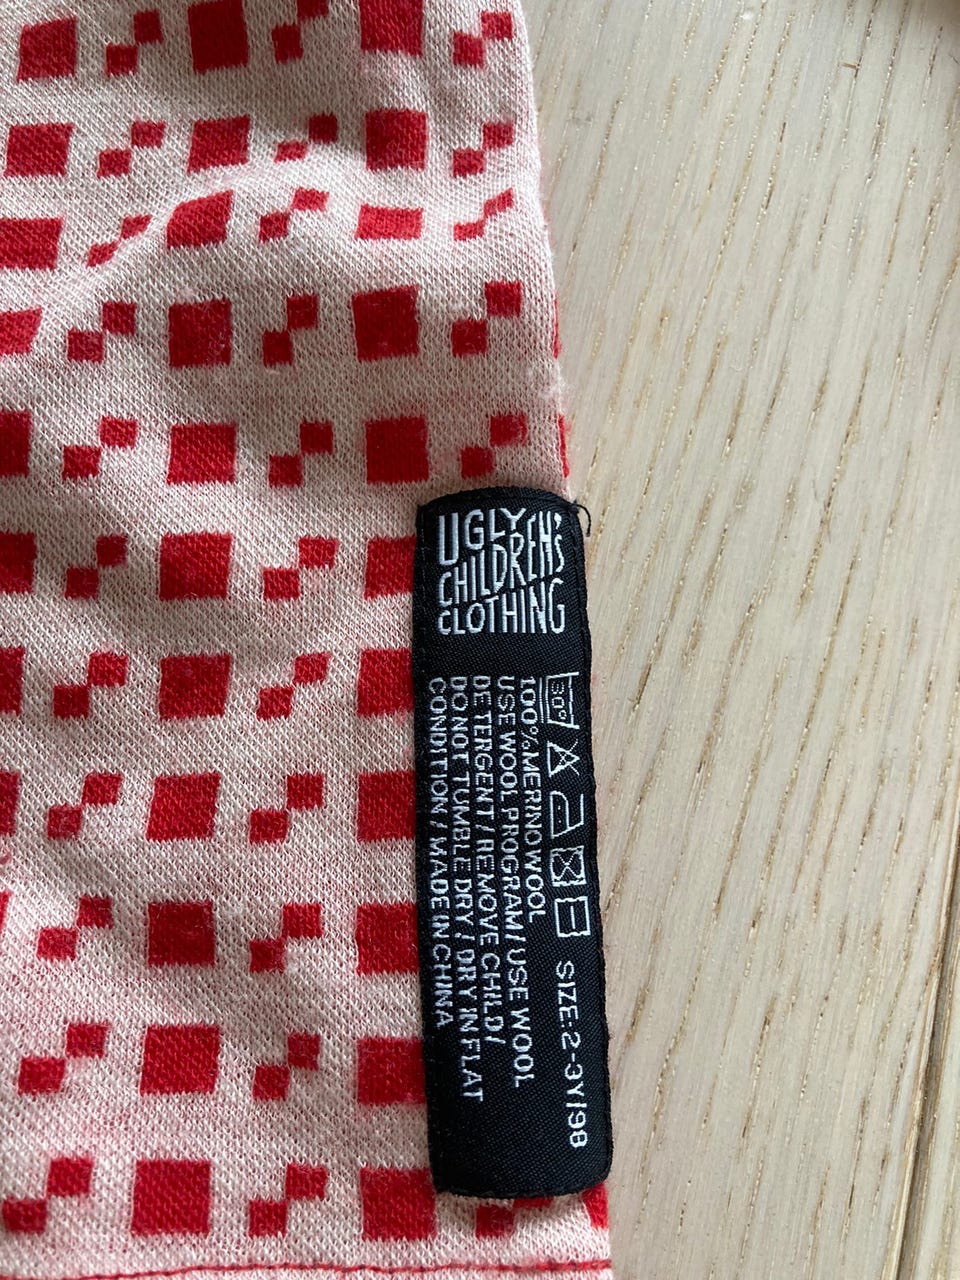 UGLY
CHILDREN'S
CLOTHING
30°
SIZE:2-3Y/98
100%MERINO WOOL
USE WOOL PROGRAM/USE WOOL
DETERGENT/REMOVE CHILD/
DO NOT TUMBLE DRY/DRY IN FLAT
CONDITION/MADE IN CHINA